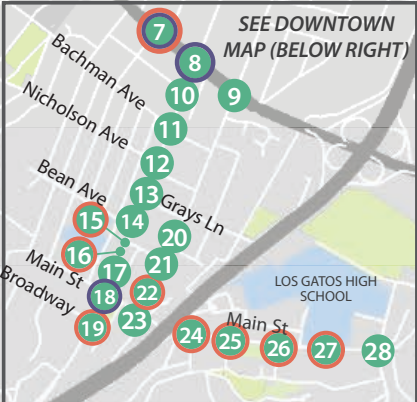 SEE DOWNTOWN
MAP (BELOW RIGHT)
7
8
Bachman Ave
10
9
Nicholson Ave
11
12
Bean Ave
13
Grays Ln
15
14
20
16
21
Main St
17
LOS GATOS HIGH
SCHOOL
Broadway
18
22
19
23
Main St
24
25
26
27
28